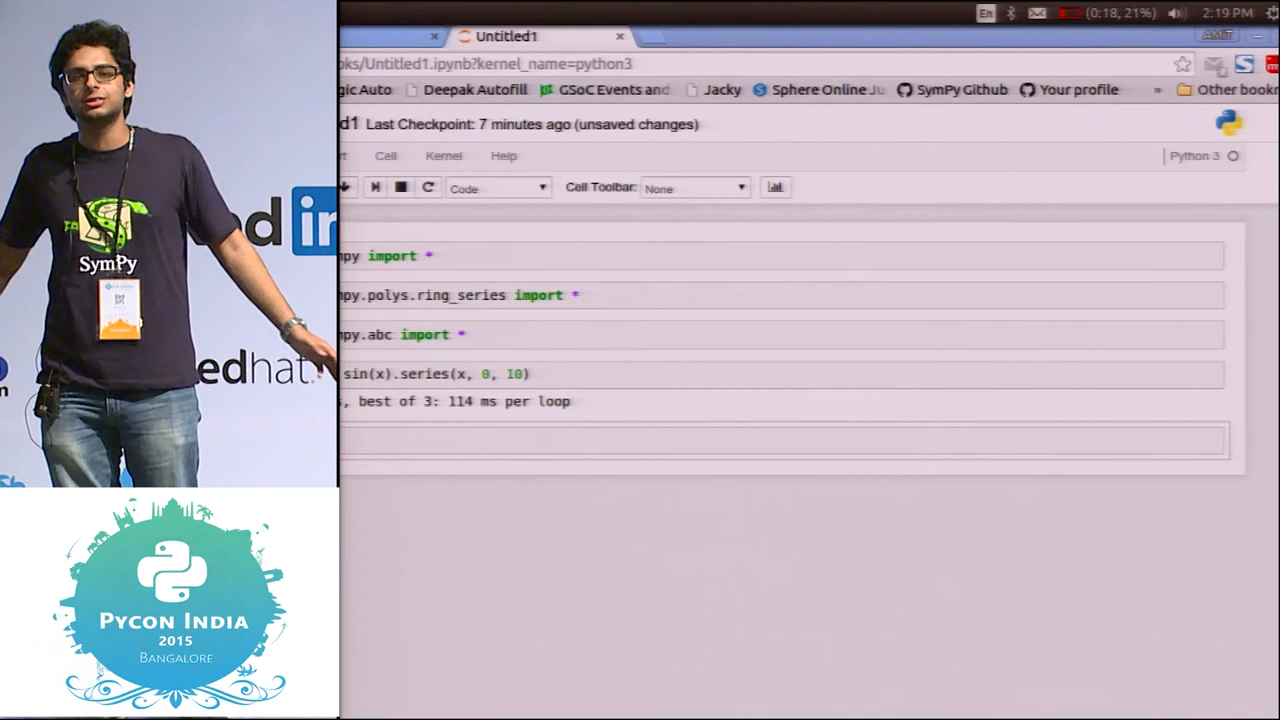 En (0:18, 21%) 2:19 PM
Untitled1 AMIT
oks/Untitled1.ipynb?kernel_name=python3
gic Auto Deepak Autofill GSoC Events and Jacky Sphere Online Ju SymPy Github Your profile » Other bookm
d1 Last Checkpoint: 7 minutes ago (unsaved changes)
Cell Kernel Help Python 3
Code Cell Toolbar: None
mpy import *
mpy.polys.ring_series import *
mpy.abc import *
sin(x).series(x, 0, 10)
s, best of 3: 114 ms per loop
ed in
SymPy
edhat.
PYCON INDIA
2015
BANGALORE